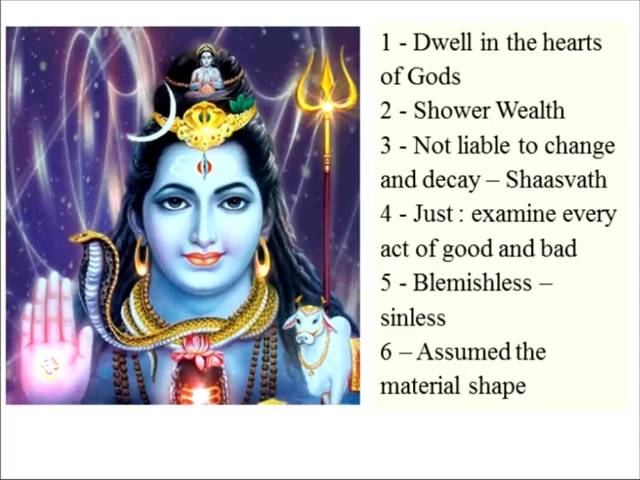 1 - Dwell in the hearts
of Gods
2 - Shower Wealth
3 - Not liable to change
and decay – Shaasvath
4 - Just : examine every
act of good and bad
5 - Blemishless –
sinless
6 – Assumed the
material shape
ॐ